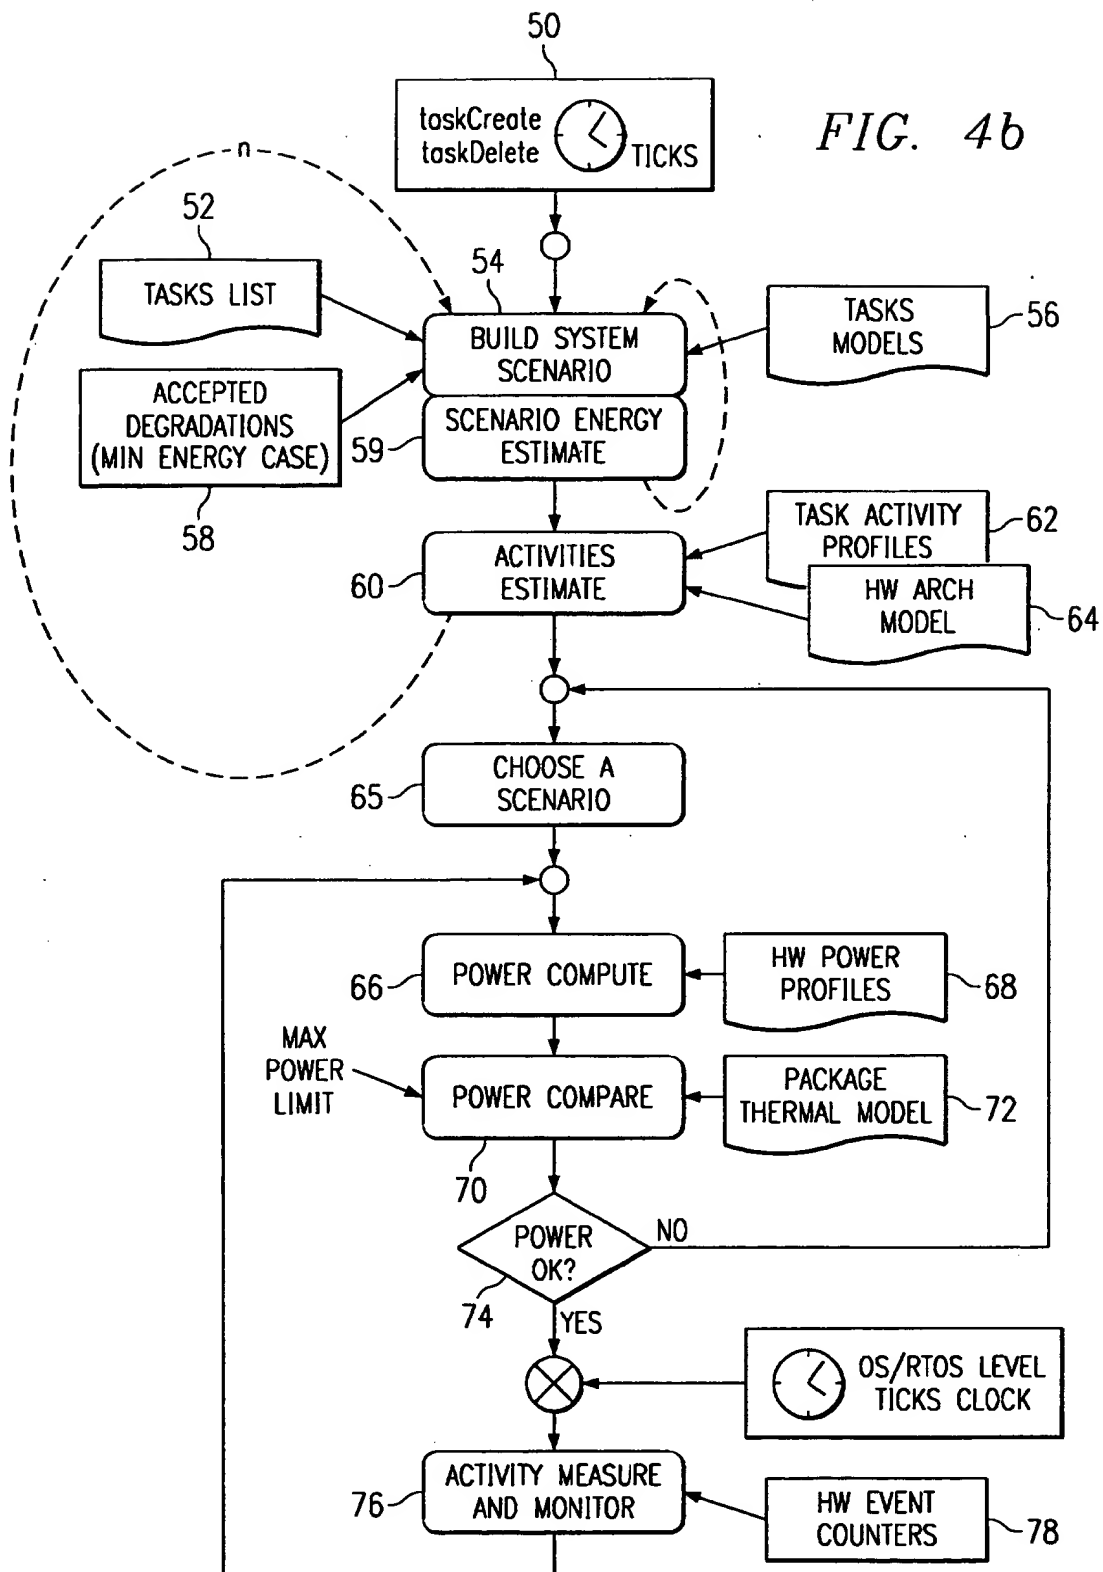 50
taskCreate
taskDelete
TICKS
FIG. 4b
n
52
TASKS LIST
54
BUILD SYSTEM
SCENARIO
TASKS
MODELS
56
ACCEPTED
DEGRADATIONS
(MIN ENERGY CASE)
58
59
SCENARIO ENERGY
ESTIMATE
60
ACTIVITIES
ESTIMATE
TASK ACTIVITY
PROFILES
62
HW ARCH
MODEL
64
65
CHOOSE A
SCENARIO
66
POWER COMPUTE
HW POWER
PROFILES
68
MAX
POWER
LIMIT
POWER COMPARE
70
PACKAGE
THERMAL MODEL
72
POWER
OK?
74
NO
YES
OS/RTOS LEVEL
TICKS CLOCK
76
ACTIVITY MEASURE
AND MONITOR
HW EVENT
COUNTERS
78